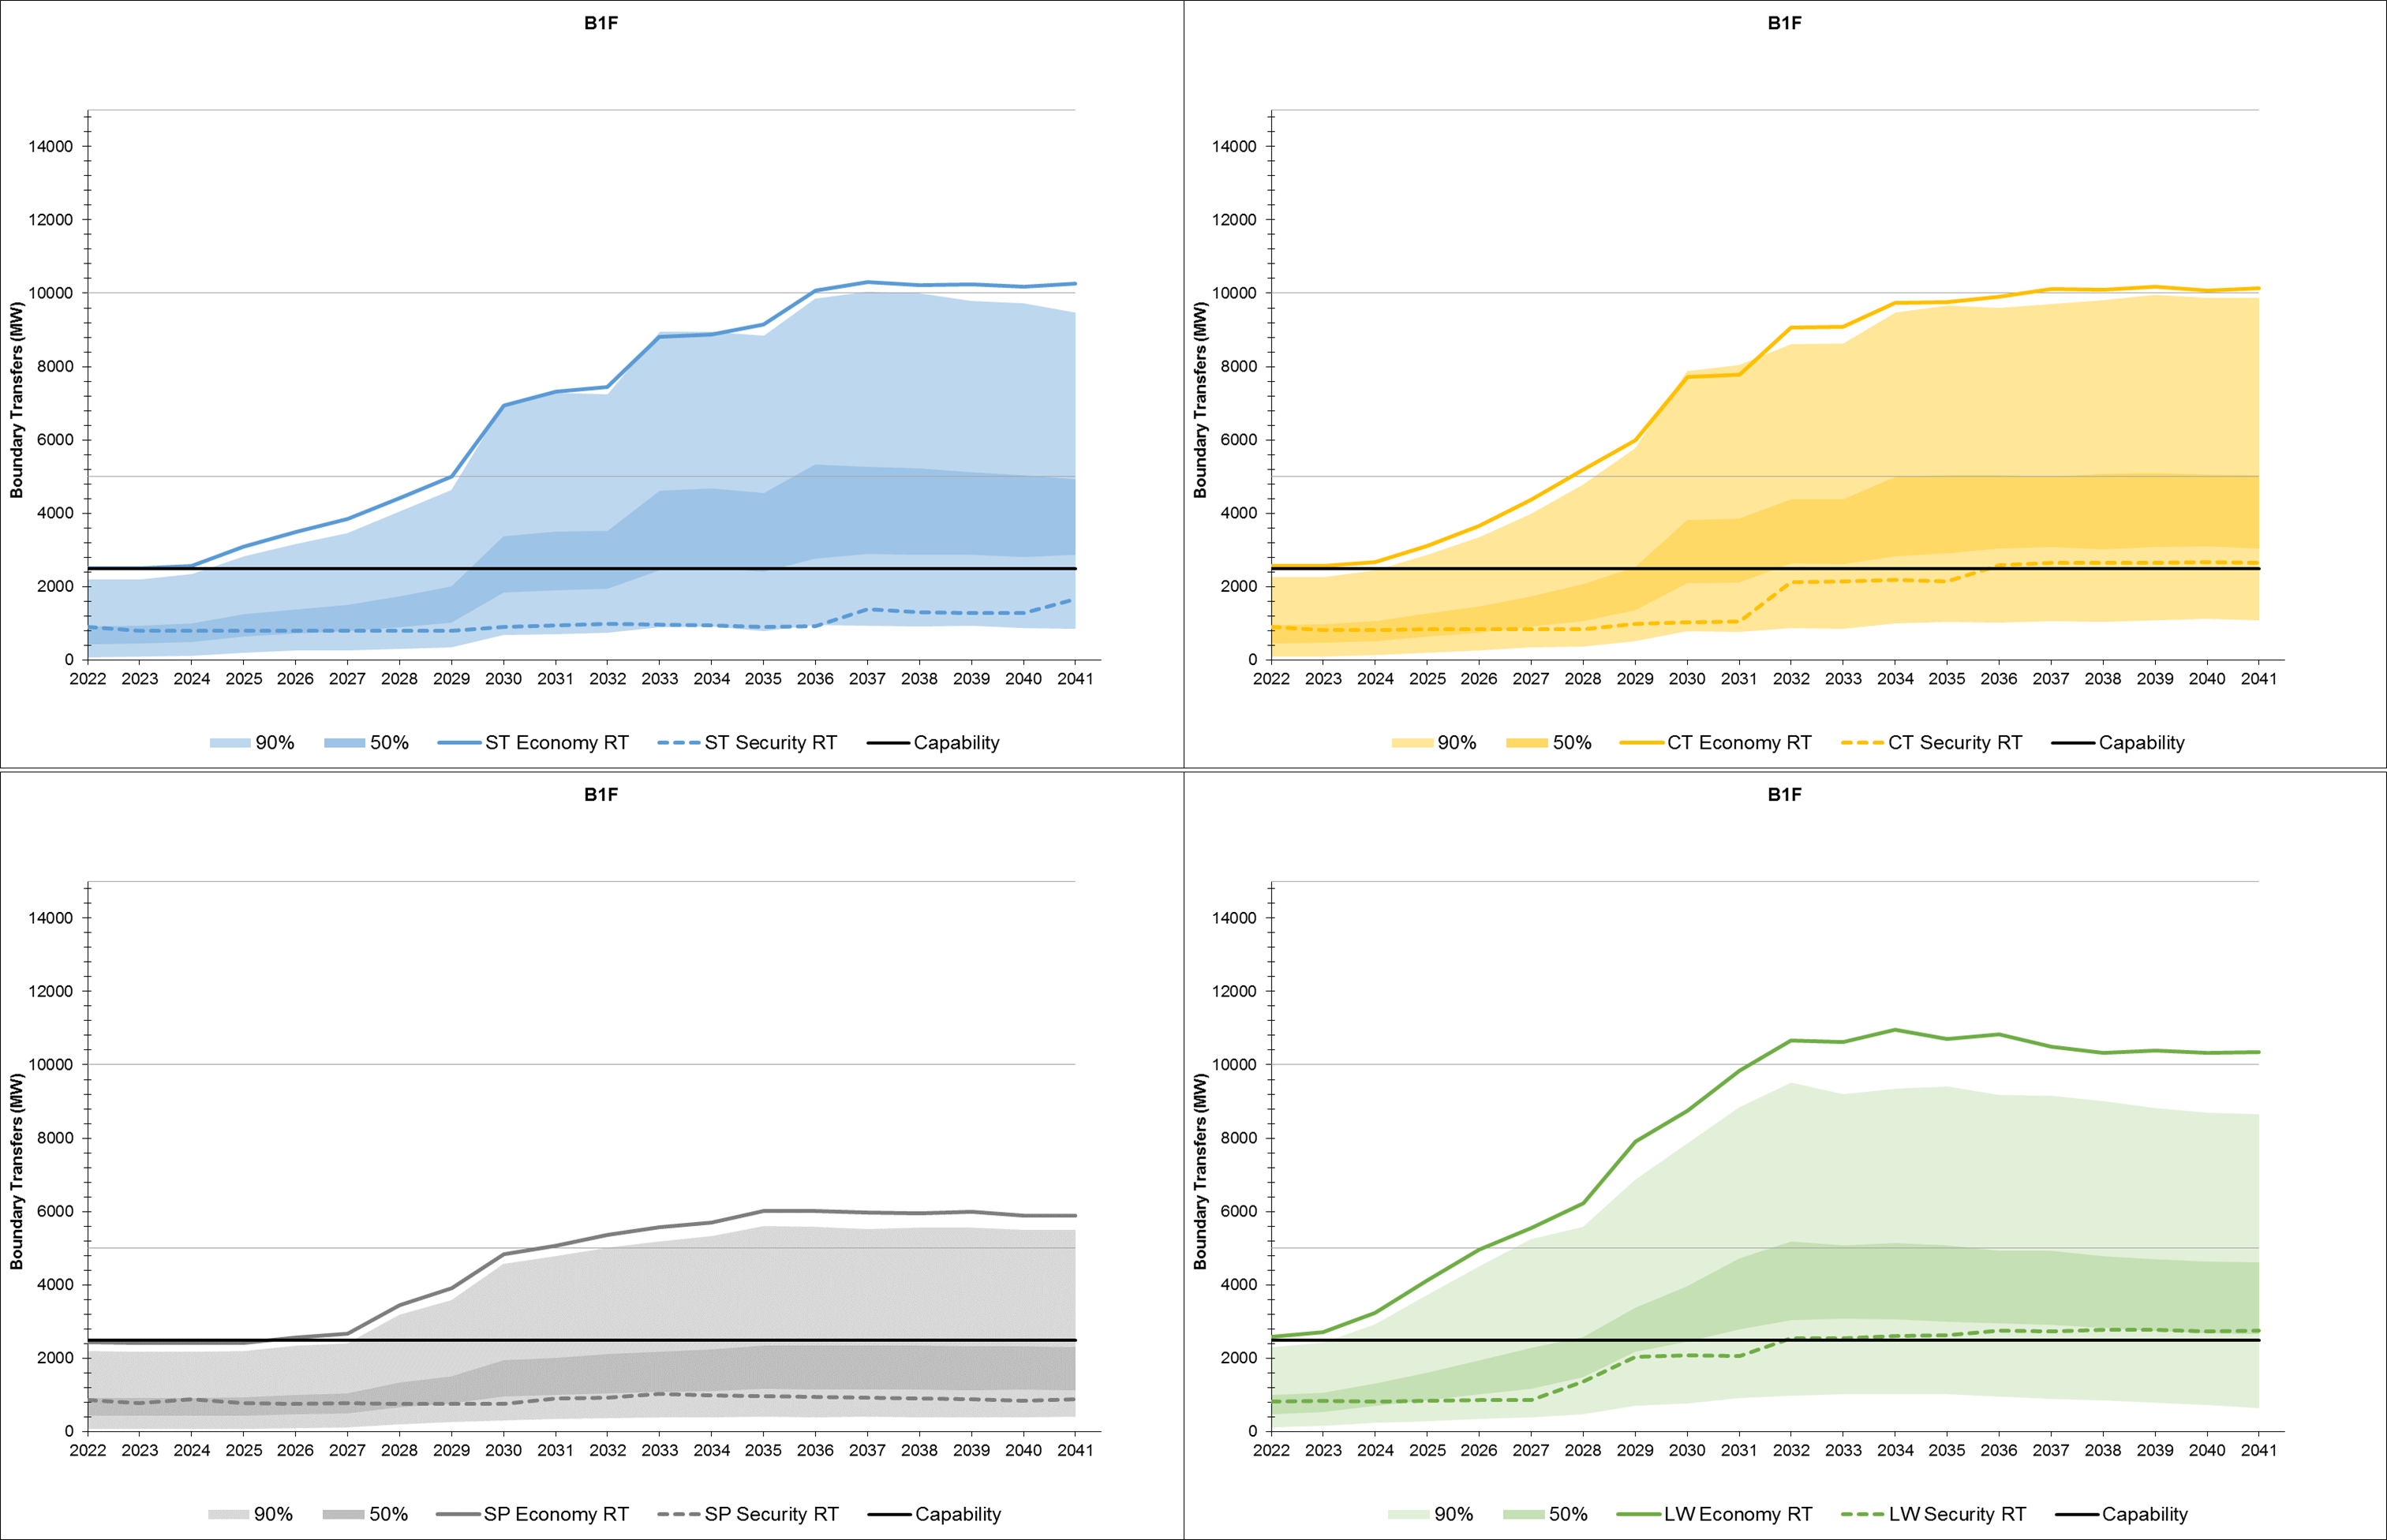 B1F
Boundary Transfers (MW)
14000
12000
10000
8000
6000
4000
2000
0
2022 2023 2024 2025 2026 2027 2028 2029 2030 2031 2032 2033 2034 2035 2036 2037 2038 2039 2040 2041
90% 50% ST Economy RT ST Security RT Capability
B1F
Boundary Transfers (MW)
14000
12000
10000
8000
6000
4000
2000
0
2022 2023 2024 2025 2026 2027 2028 2029 2030 2031 2032 2033 2034 2035 2036 2037 2038 2039 2040 2041
90% 50% CT Economy RT CT Security RT Capability
B1F
Boundary Transfers (MW)
14000
12000
10000
8000
6000
4000
2000
0
2022 2023 2024 2025 2026 2027 2028 2029 2030 2031 2032 2033 2034 2035 2036 2037 2038 2039 2040 2041
90% 50% SP Economy RT SP Security RT Capability
B1F
Boundary Transfers (MW)
14000
12000
10000
8000
6000
4000
2000
0
2022 2023 2024 2025 2026 2027 2028 2029 2030 2031 2032 2033 2034 2035 2036 2037 2038 2039 2040 2041
90% 50% LW Economy RT LW Security RT Capability